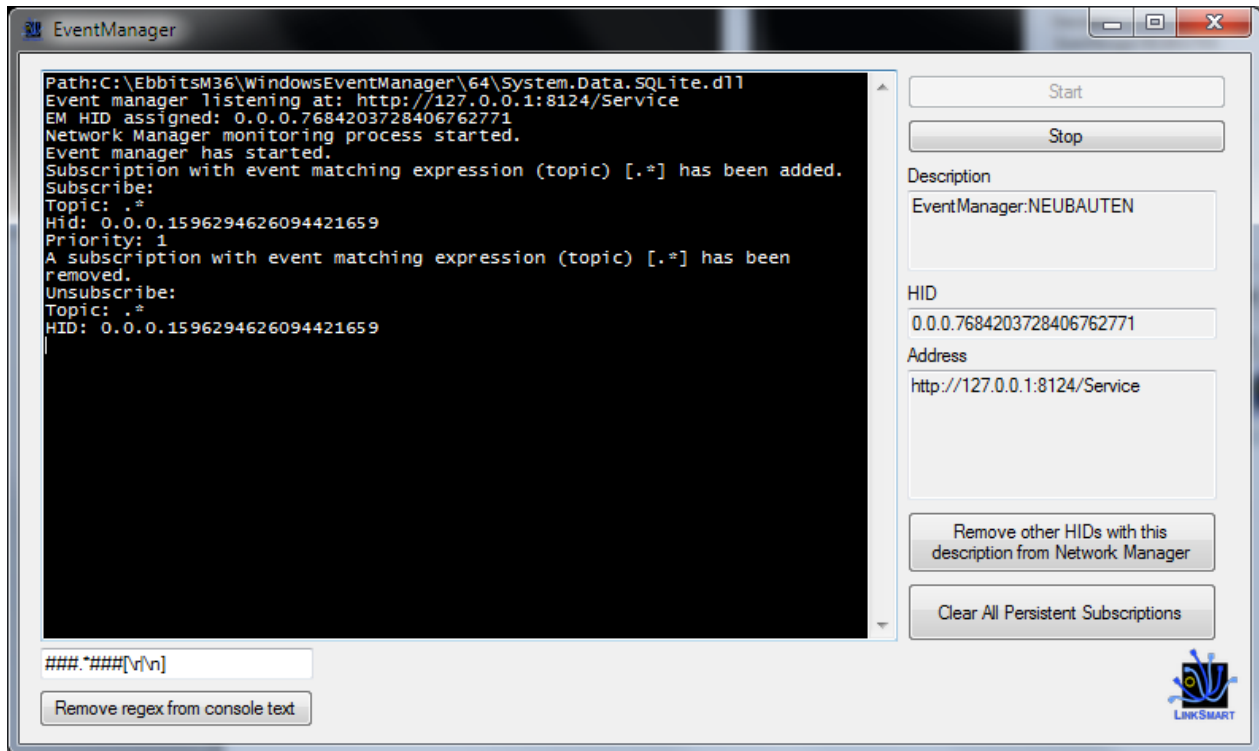 EventManager
Path:C:\EbbitsM36\WindowsEventManager\64\System.Data.SQLite.dll
Event manager listening at: http://127.0.0.1:8124/Service
EM HID assigned: 0.0.0.7684203728406762771
Network Manager monitoring process started.
Event manager has started.
Subscription with event matching expression (topic) [.*] has been added.
Subscribe:
Topic: .*
Hid: 0.0.0.1596294626094421659
Priority: 1
A subscription with event matching expression (topic) [.*] has been
removed.
Unsubscribe:
Topic: .*
HID: 0.0.0.1596294626094421659
###.*###[\r|\n]
Remove regex from console text
Start
Stop
Description
EventManager:NEUBAUTEN
HID
0.0.0.7684203728406762771
Address
http://127.0.0.1:8124/Service
Remove other HIDs with this
description from Network Manager
Clear All Persistent Subscriptions
LINKSMART